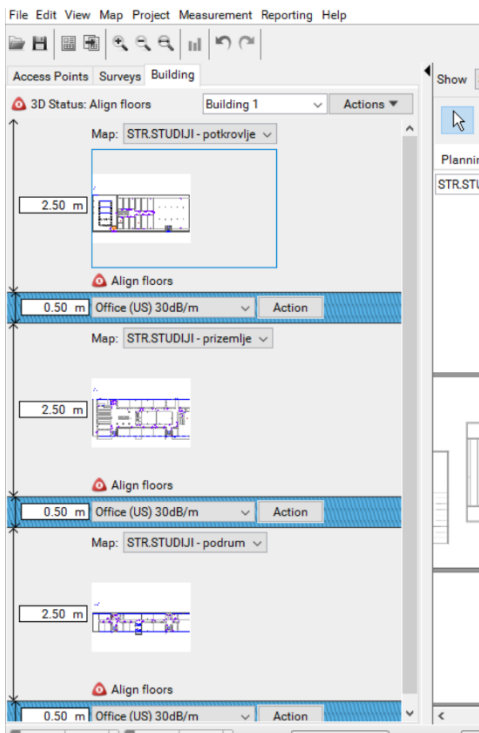 File Edit View Map Project Measurement Reporting Help
Access Points Surveys Building
Show
3D Status: Align floors Building 1 Actions
Map: STR.STUDIJI - potkrovlje
STR.STU
2.50 m
Align floors
0.50 m Office (US) 30dB/m Action
Map: STR.STUDIJI - prizemlje
2.50 m
Align floors
0.50 m Office (US) 30dB/m Action
Map: STR.STUDIJI - podrum
2.50 m
Align floors
0.50 m Office (US) 30dB/m Action